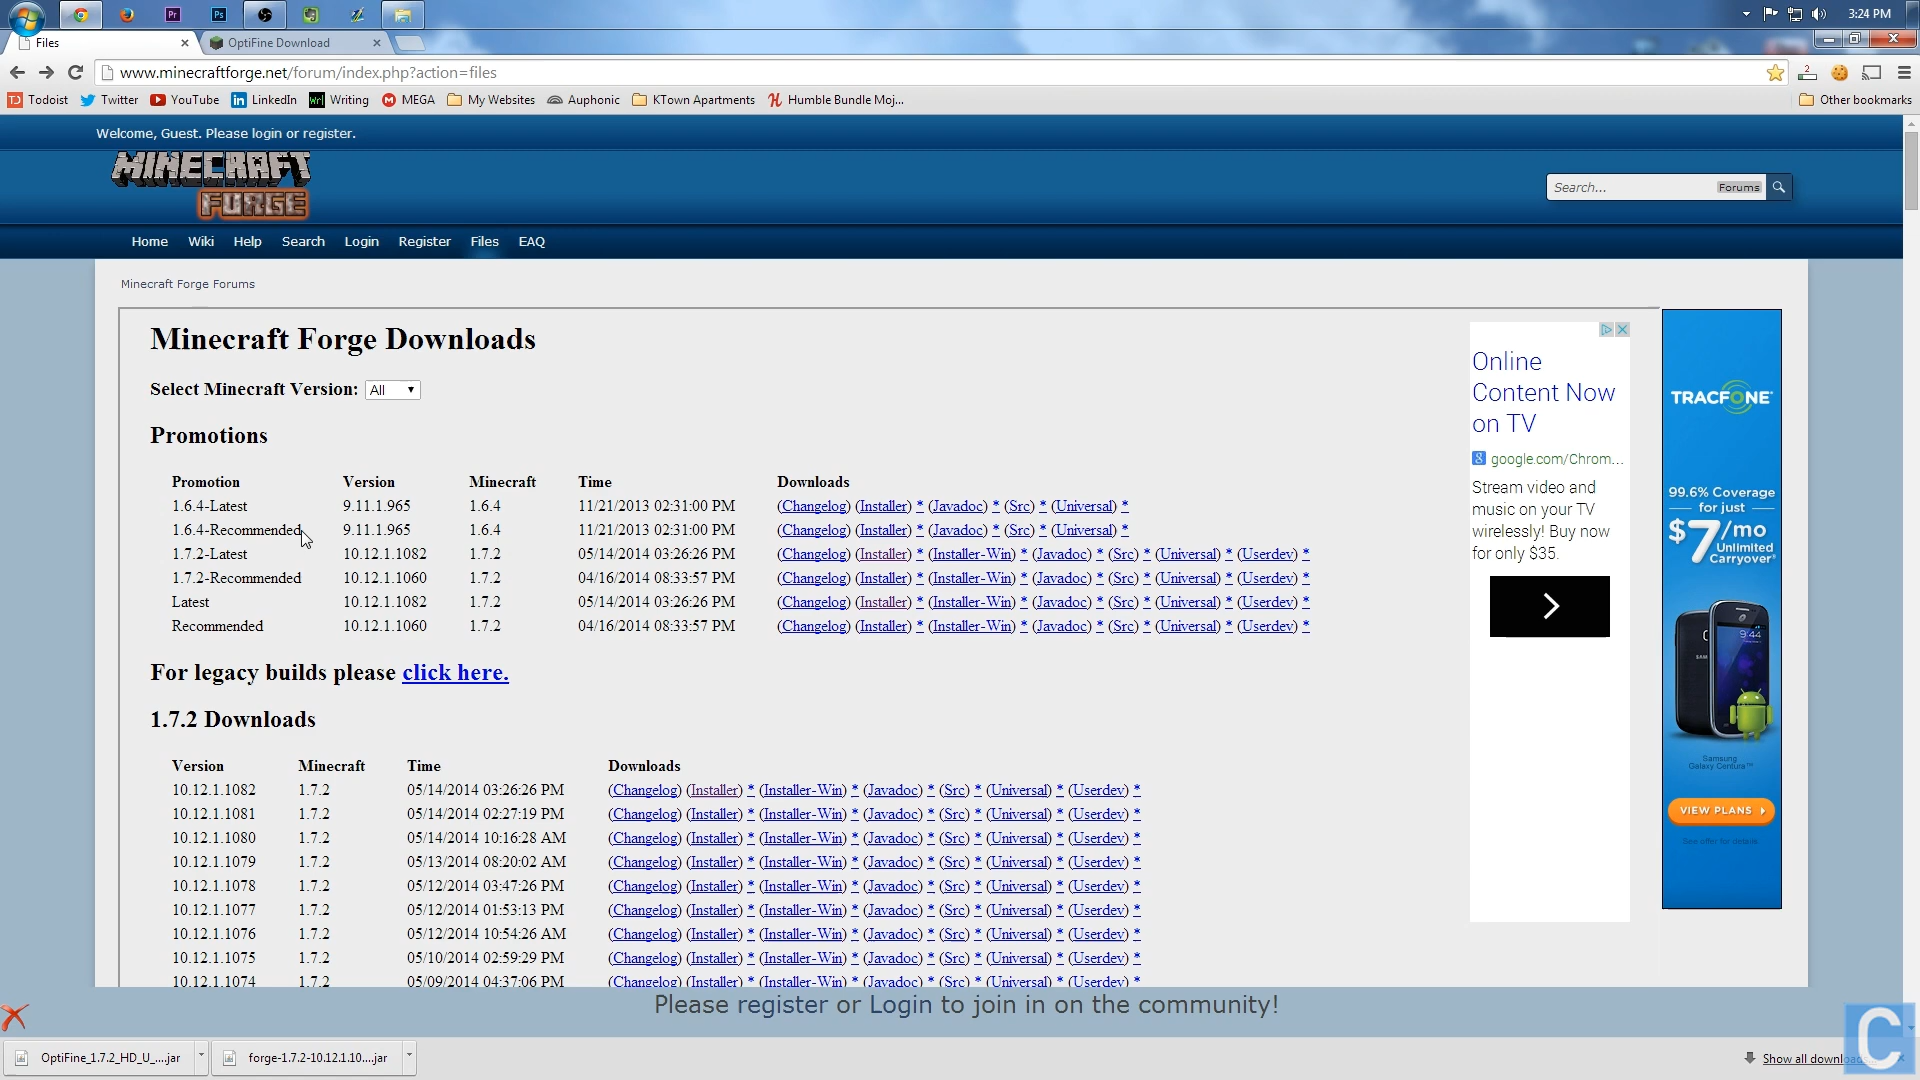 3:24 PM
Files
OptiFine Download
www.minecraftforge.net/forum/index.php?action=files
2
Todoist Twitter YouTube LinkedIn Writing MEGA My Websites Auphonic KTown Apartments Humble Bundle Moj... Other bookmarks
Welcome, Guest. Please login or register.
MINECRAFT
FORGE
Search... Forums
Home Wiki Help Search Login Register Files EAQ
Minecraft Forge Forums
Minecraft Forge Downloads
Select Minecraft Version: All
Promotions
Promotion Version Minecraft Time Downloads
1.6.4-Latest 9.11.1.965 1.6.4 11/21/2013 02:31:00 PM (Changelog) (Installer) * (Javadoc) * (Src) * (Universal) *
1.6.4-Recommended 9.11.1.965 1.6.4 11/21/2013 02:31:00 PM (Changelog) (Installer) * (Javadoc) * (Src) * (Universal) *
1.7.2-Latest 10.12.1.1082 1.7.2 05/14/2014 03:26:26 PM (Changelog) (Installer) * (Installer-Win) * (Javadoc) * (Src) * (Universal) * (Userdev) *
1.7.2-Recommended 10.12.1.1060 1.7.2 04/16/2014 08:33:57 PM (Changelog) (Installer) * (Installer-Win) * (Javadoc) * (Src) * (Universal) * (Userdev) *
Latest 10.12.1.1082 1.7.2 05/14/2014 03:26:26 PM (Changelog) (Installer) * (Installer-Win) * (Javadoc) * (Src) * (Universal) * (Userdev) *
Recommended 10.12.1.1060 1.7.2 04/16/2014 08:33:57 PM (Changelog) (Installer) * (Installer-Win) * (Javadoc) * (Src) * (Universal) * (Userdev) *
For legacy builds please click here.
1.7.2 Downloads
Version Minecraft Time Downloads
10.12.1.1082 1.7.2 05/14/2014 03:26:26 PM (Changelog) (Installer) * (Installer-Win) * (Javadoc) * (Src) * (Universal) * (Userdev) *
10.12.1.1081 1.7.2 05/14/2014 02:27:19 PM (Changelog) (Installer) * (Installer-Win) * (Javadoc) * (Src) * (Universal) * (Userdev) *
10.12.1.1080 1.7.2 05/14/2014 10:16:28 AM (Changelog) (Installer) * (Installer-Win) * (Javadoc) * (Src) * (Universal) * (Userdev) *
10.12.1.1079 1.7.2 05/13/2014 08:20:02 AM (Changelog) (Installer) * (Installer-Win) * (Javadoc) * (Src) * (Universal) * (Userdev) *
10.12.1.1078 1.7.2 05/12/2014 03:47:26 PM (Changelog) (Installer) * (Installer-Win) * (Javadoc) * (Src) * (Universal) * (Userdev) *
10.12.1.1077 1.7.2 05/12/2014 01:53:13 PM (Changelog) (Installer) * (Installer-Win) * (Javadoc) * (Src) * (Universal) * (Userdev) *
10.12.1.1076 1.7.2 05/12/2014 10:54:26 AM (Changelog) (Installer) * (Installer-Win) * (Javadoc) * (Src) * (Universal) * (Userdev) *
10.12.1.1075 1.7.2 05/10/2014 02:59:29 PM (Changelog) (Installer) * (Installer-Win) * (Javadoc) * (Src) * (Universal) * (Userdev) *
10.12.1.1074 1.7.2 05/09/2014 04:37:06 PM (Changelog) (Installer) * (Installer-Win) * (Javadoc) * (Src) * (Universal) * (Userdev) *
Online
Content Now
on TV
google.com/Chrom...
Stream video and
music on your TV
wirelessly! Buy now
for only $35.
TRACFONE
99.6% Coverage
for just
$7/mo
Unlimited
Carryover
9:44
Samsung
Galaxy Centura™
VIEW PLANS
See offer for details.
Please register or Login to join in on the community!
OptiFine_1.7.2_HD_U_....jar
forge-1.7.2-10.12.1.10....jar
Show all downloads...
C